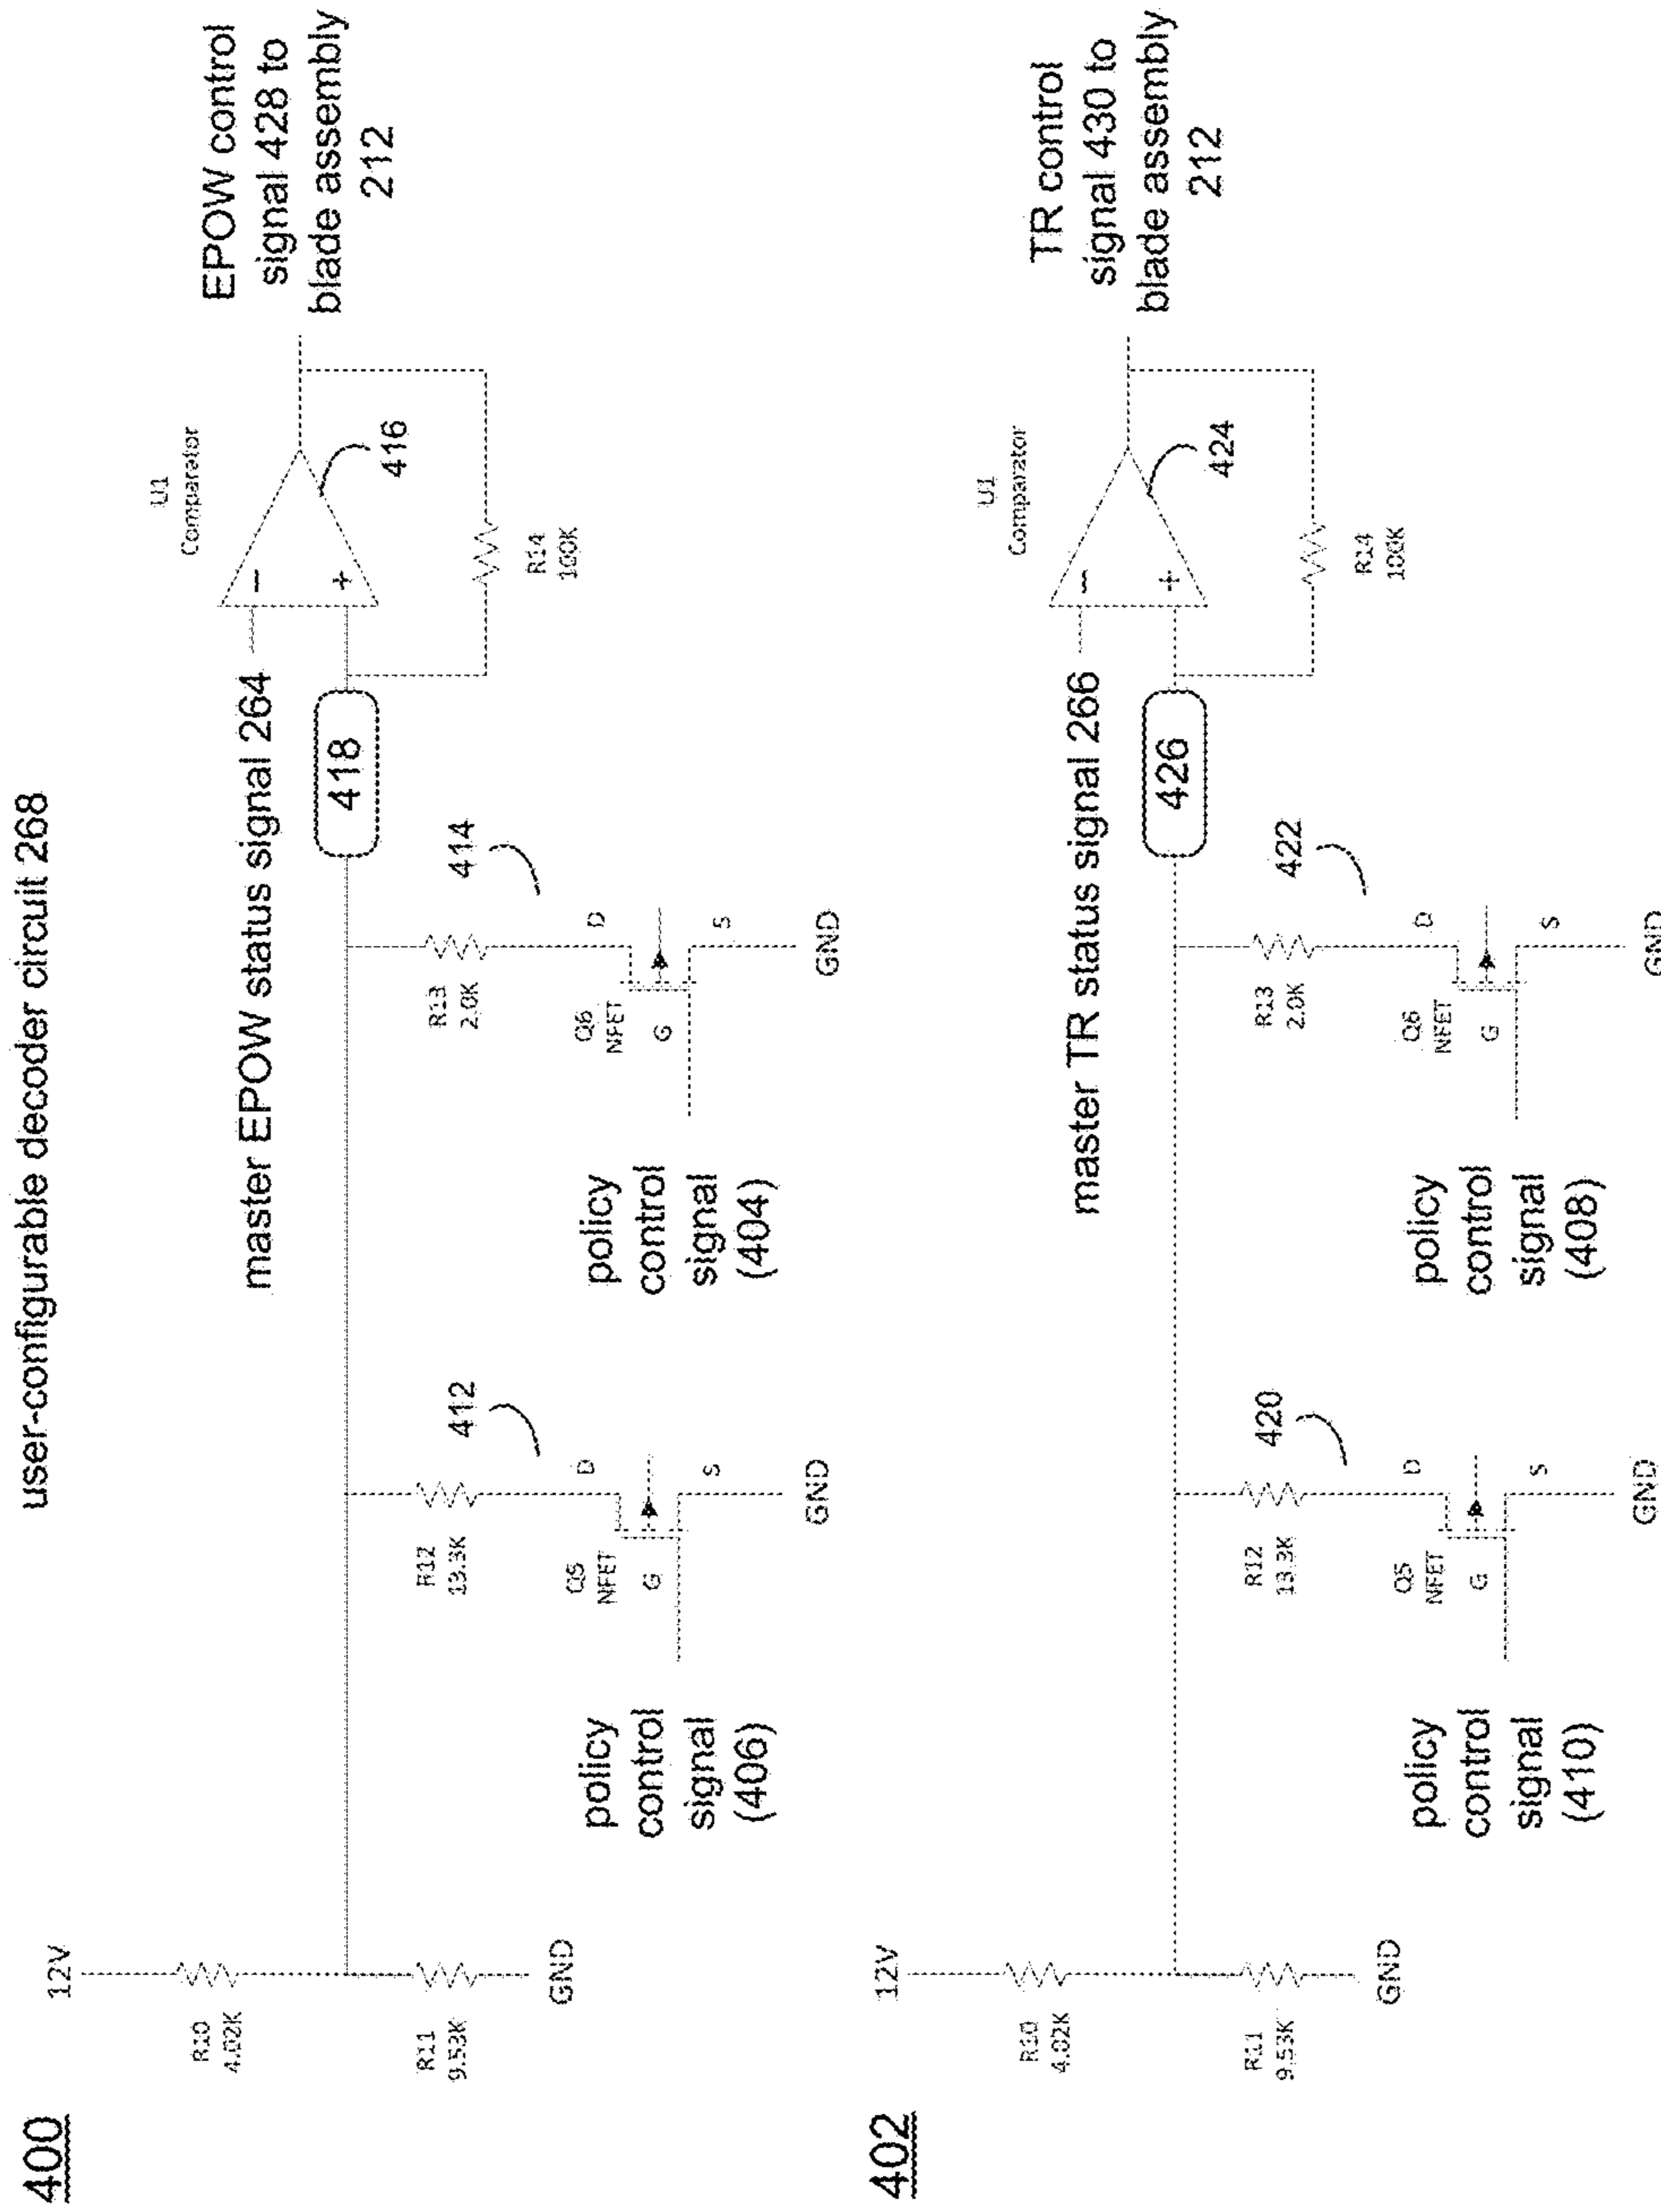 user-configurable decoder circuit 268
400
12V
R10
4.02K
R11
9.53K
GND
policy
control
signal
(406)
R12
13.3K
412
Q5
NFET
D
G
S
GND
policy
control
signal
(404)
R13
2.0K
414
Q6
NFET
D
G
S
GND
master EPOW status signal 264
418
U1
Comparator
−
+
416
R14
100K
EPOW control
signal 428 to
blade assembly
212
402
12V
R10
4.02K
R11
9.53K
GND
policy
control
signal
(410)
R12
13.3K
420
Q5
NFET
D
G
S
GND
policy
control
signal
(408)
R13
2.0K
422
Q6
NFET
D
G
S
GND
master TR status signal 266
426
U1
Comparator
−
+
424
R14
100K
TR control
signal 430 to
blade assembly
212